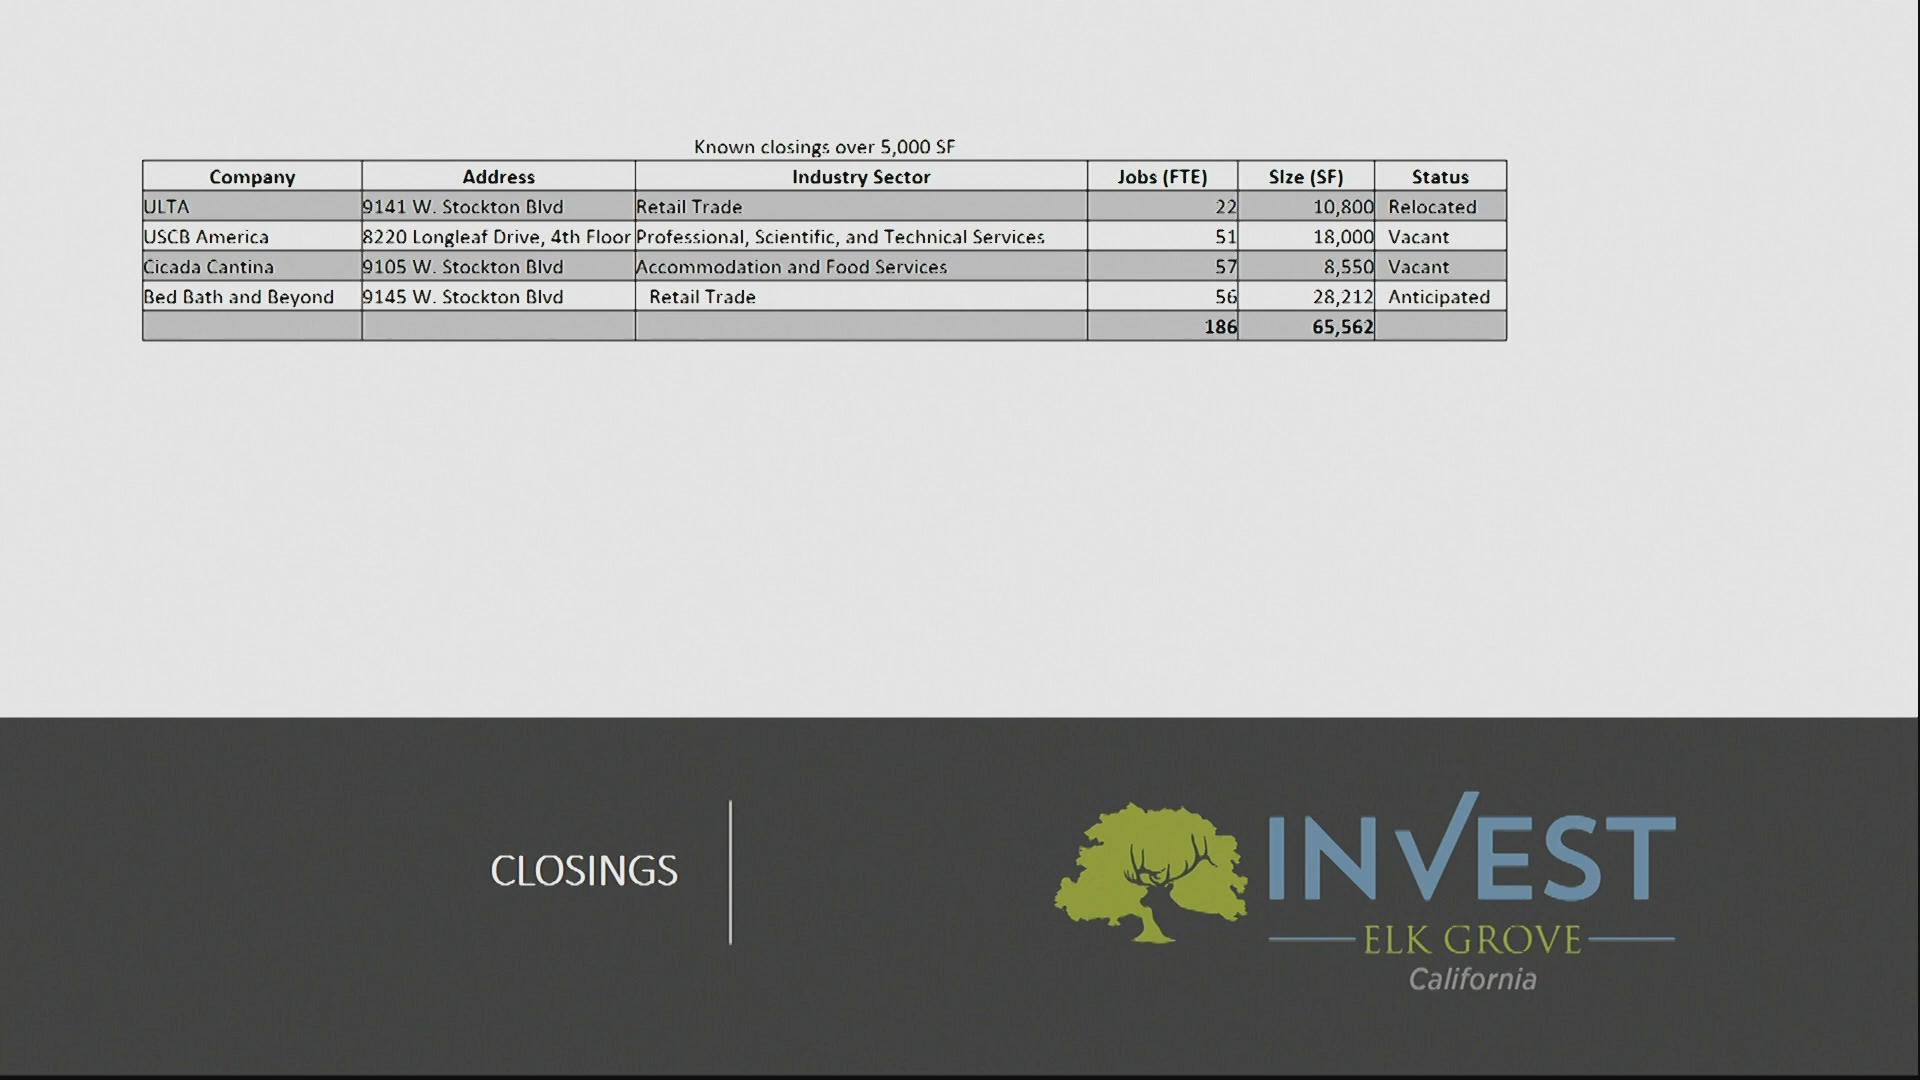 Known closings over 5,000 SF
Company Address Industry Sector Jobs (FTE) SIze (SF) Status
ULTA 9141 W. Stockton Blvd Retail Trade 22 10,800 Relocated
USCB America 8220 Longleaf Drive, 4th Floor Professional, Scientific, and Technical Services 51 18,000 Vacant
Cicada Cantina 9105 W. Stockton Blvd Accommodation and Food Services 57 8,550 Vacant
Bed Bath and Beyond 9145 W. Stockton Blvd Retail Trade 56 28,212 Anticipated
186 65,562
CLOSINGS
INVEST
ELK GROVE
California